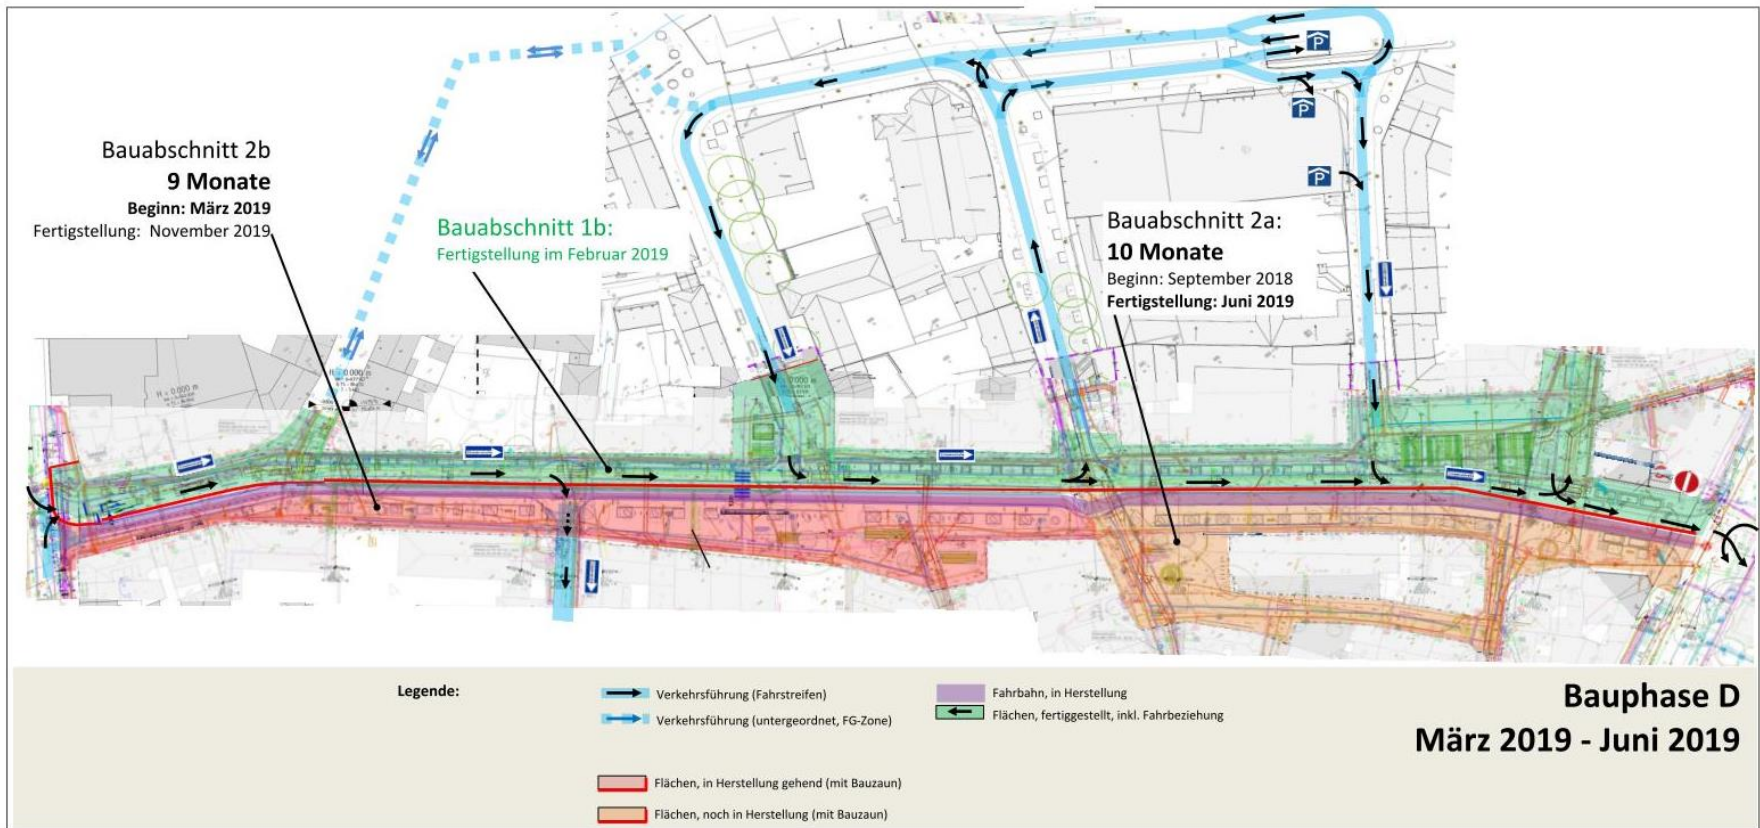 Bauabschnitt 2b
9 Monate
Beginn: März 2019
Fertigstellung: November 2019
Bauabschnitt 1b:
Fertigstellung im Februar 2019
Bauabschnitt 2a:
10 Monate
Beginn: September 2018
Fertigstellung: Juni 2019
P
P
P
Legende:
Verkehrsführung (Fahrstreifen)
Verkehrsführung (untergeordnet, FG-Zone)
Fahrbahn, in Herstellung
Flächen, fertiggestellt, inkl. Fahrbeziehung
Flächen, in Herstellung gehend (mit Bauzaun)
Flächen, noch in Herstellung (mit Bauzaun)
Bauphase D
März 2019 - Juni 2019